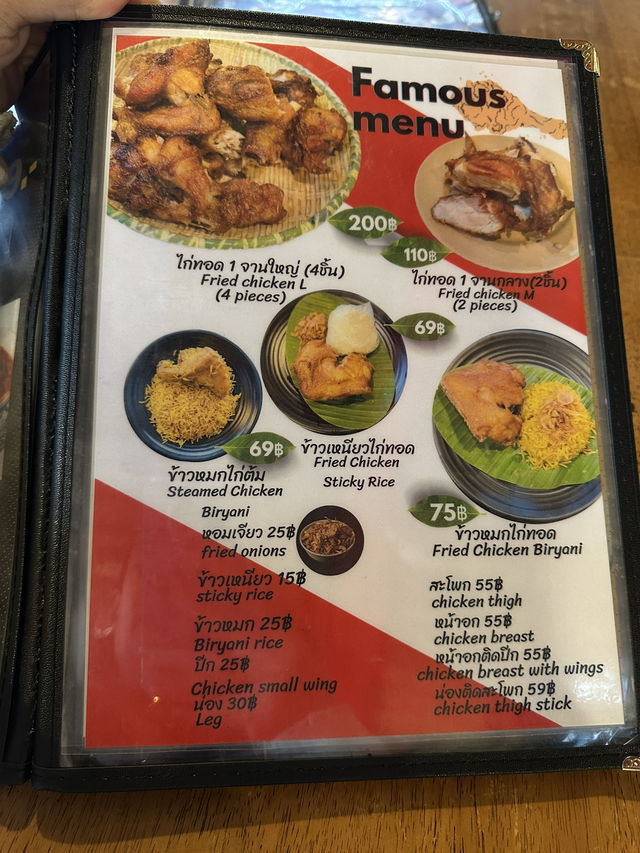 Famous
menu
200฿
110฿
ไก่ทอด 1 จานใหญ่ (4ชิ้น)
Fried chicken L
(4 pieces)
ไก่ทอด 1 จานกลาง(2ชิ้น)
Fried chicken M
(2 pieces)
69฿
69฿
ข้าวเหนียวไก่ทอด
Fried Chicken
Sticky Rice
ข้าวหมกไก่ต้ม
Steamed Chicken
Biryani
75฿
ข้าวหมกไก่ทอด
Fried Chicken Biryani
หอมเจียว 25฿
fried onions
ข้าวเหนียว 15฿
sticky rice
ข้าวหมก 25฿
Biryani rice
ปีก 25฿
Chicken small wing
น่อง 30฿
Leg
สะโพก 55฿
chicken thigh
หน้าอก 55฿
chicken breast
หน้าอกติดปีก 55฿
chicken breast with wings
น่องติดสะโพก 59฿
chicken thigh stick